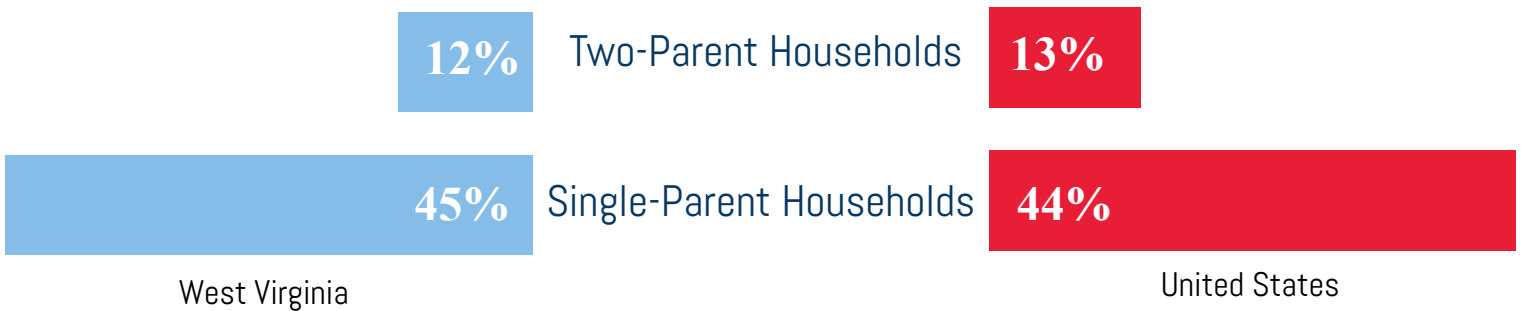 12% Two-Parent Households 13%
45% Single-Parent Households 44%
West Virginia United States